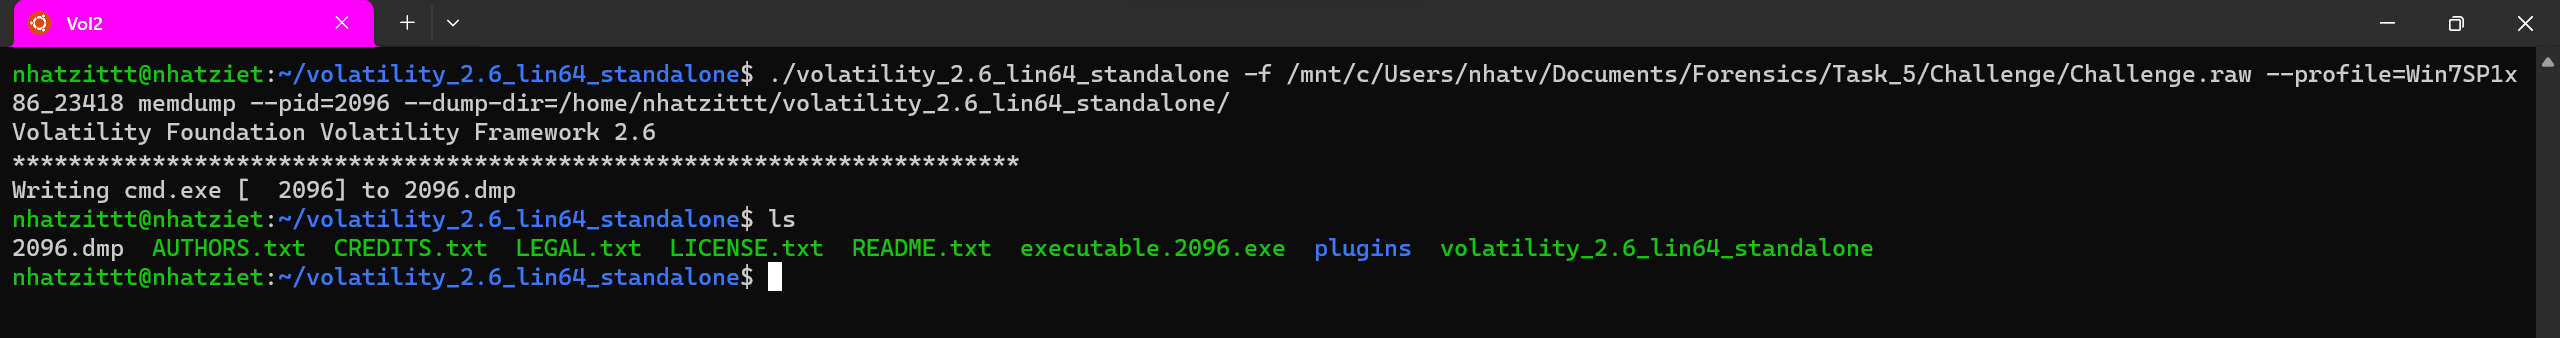 Vol2
nhatzittt@nhatziet:~/volatility_2.6_lin64_standalone$ ./volatility_2.6_lin64_standalone -f /mnt/c/Users/nhatv/Documents/Forensics/Task_5/Challenge/Challenge.raw --profile=Win7SP1x
86_23418 memdump --pid=2096 --dump-dir=/home/nhatzittt/volatility_2.6_lin64_standalone/
Volatility Foundation Volatility Framework 2.6
************************************************************************
Writing cmd.exe [  2096] to 2096.dmp
nhatzittt@nhatziet:~/volatility_2.6_lin64_standalone$ ls
2096.dmp  AUTHORS.txt  CREDITS.txt  LEGAL.txt  LICENSE.txt  README.txt  executable.2096.exe  plugins  volatility_2.6_lin64_standalone
nhatzittt@nhatziet:~/volatility_2.6_lin64_standalone$